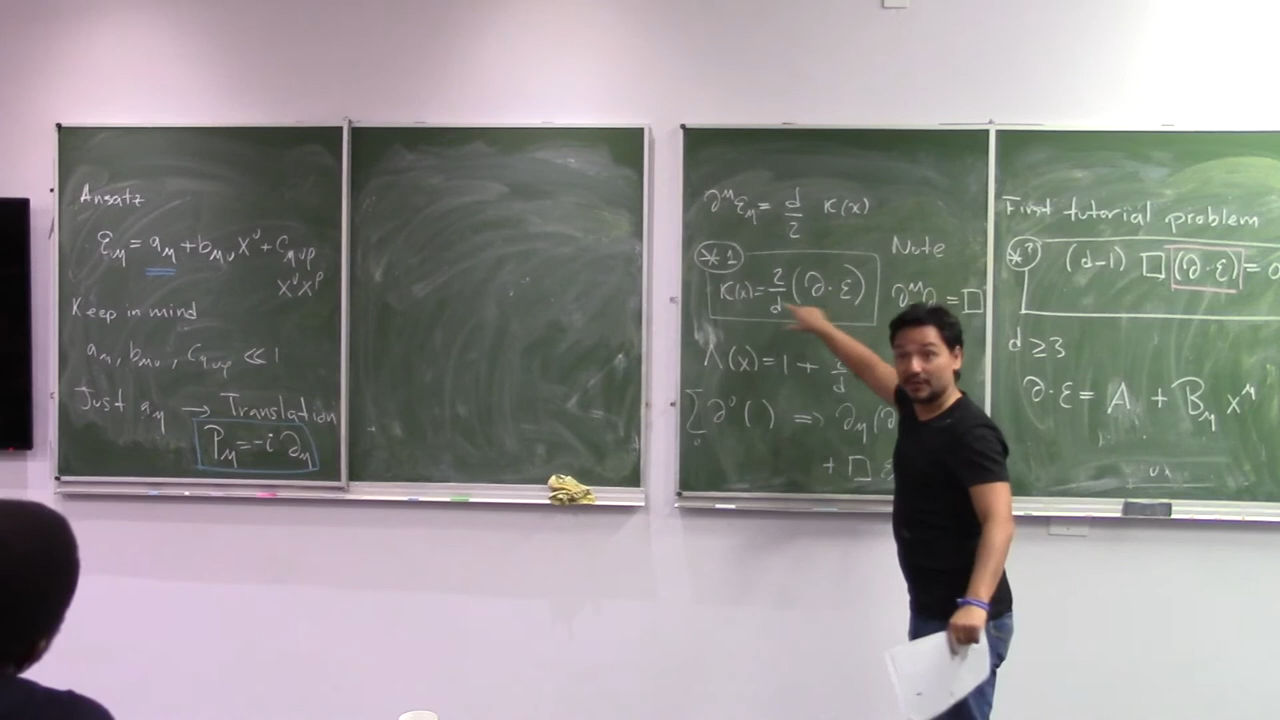 Ansatz
ε_μ = a_μ + b_μν x^ν + c_μνρ
x^ν x^ρ
Keep in mind
a_μ, b_μν, c_μνρ ≪ 1
Just a_μ → Translation
P_μ = -i ∂_μ
∂^μ ε_μ = d/2 K(x)
*1
K(x) = 2/d (∂·ε)
Note
∂^μ ∂ = □
Λ(x) = 1 + /d
∑ ∂^ν ( ) ⇒ ∂_μ (∂
+ □ ε
First tutorial problem
(d-1) □ (∂·ε) = 0
d ≥ 3
∂·ε = A + B_μ x^μ